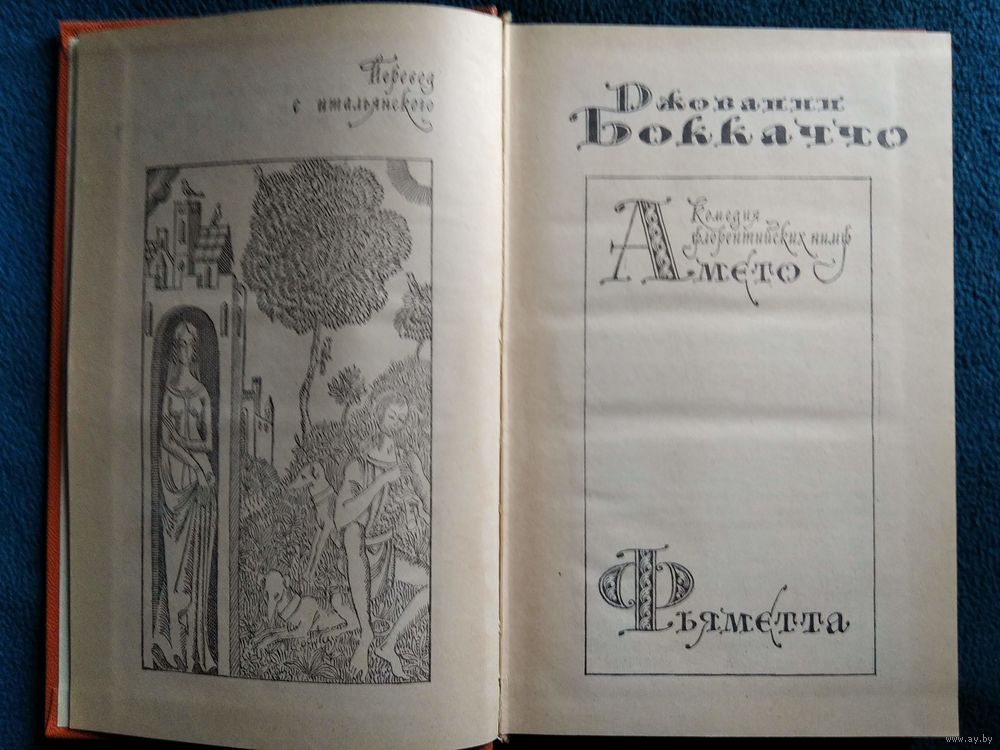 Перевод
с итальянского
Джованни
Боккаччо
Комедия
флорентийских нимф
Амето
Фьяметта
www.ay.by